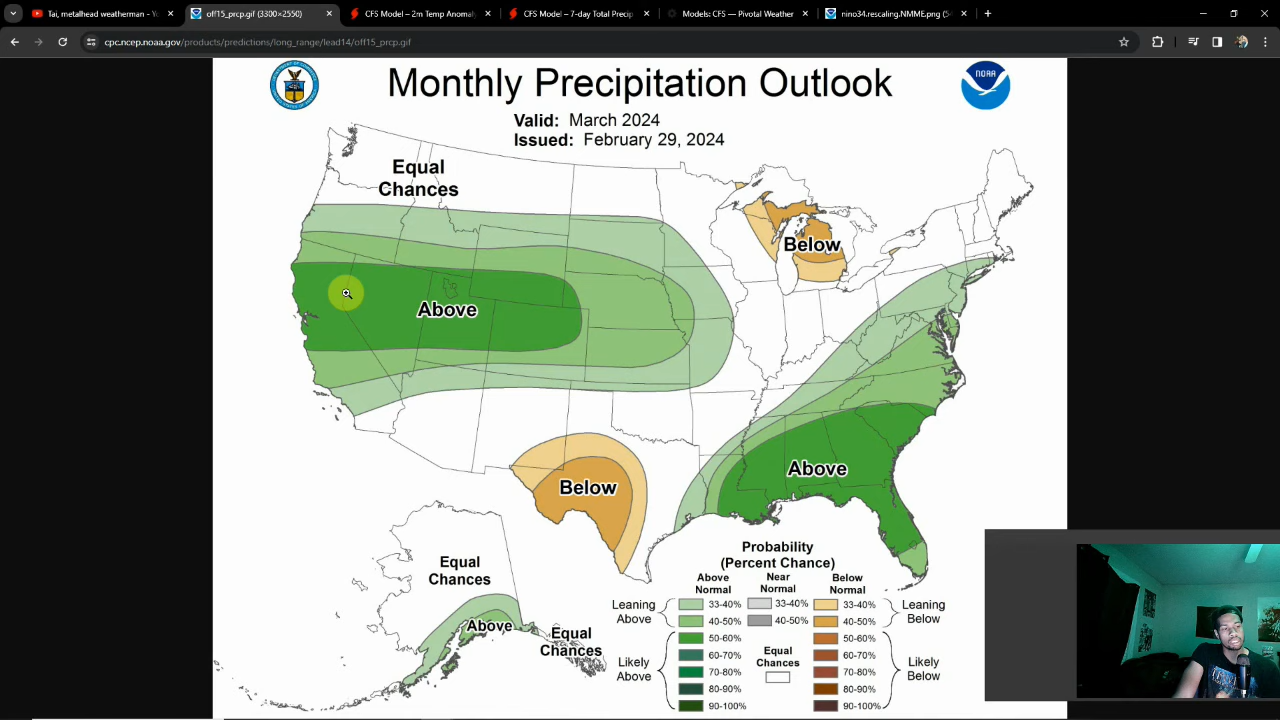 Tai, metalhead weatherman - Yo
off15_prcp.gif (3300×2550)
CFS Model – 2m Temp Anomal
CFS Model – 7-day Total Precip
Models: CFS — Pivotal Weather
nino34.rescaling.NMME.png (5
cpc.ncep.noaa.gov/products/predictions/long_range/lead14/off15_prcp.gif
Monthly Precipitation Outlook
NOAA
Valid: March 2024
Issued: February 29, 2024
Equal
Chances
Below
Above
Above
Below
Equal
Chances
Above
Equal
Chances
Probability
(Percent Chance)
Above
Normal
Near
Normal
Below
Normal
Leaning
Above
33-40%
33-40%
33-40%
Leaning
Below
40-50%
40-50%
40-50%
50-60%
50-60%
Likely
Above
60-70%
Equal
Chances
60-70%
Likely
Below
70-80%
70-80%
80-90%
80-90%
90-100%
90-100%